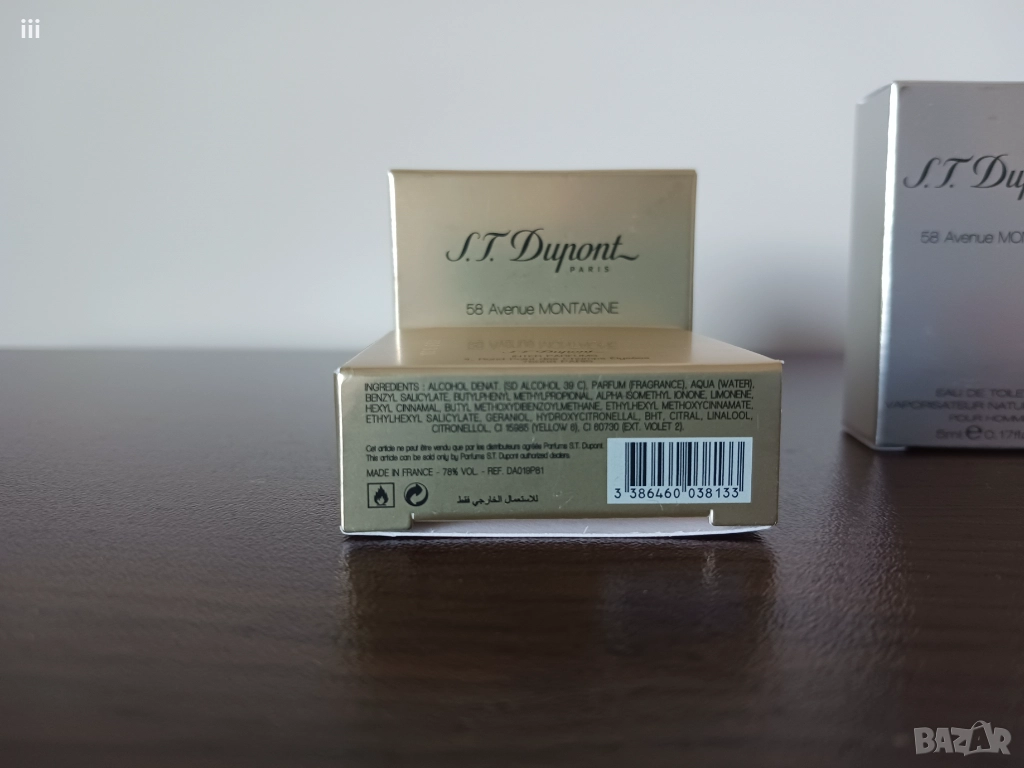 iii
S.T. Dupont
PARIS
58 Avenue MONTAIGNE
INGREDIENTS : ALCOHOL DENAT. (SD ALCOHOL 39 C), PARFUM (FRAGRANCE), AQUA (WATER),
BENZYL SALICYLATE, BUTYLPHENYL METHYLPROPIONAL, ALPHA ISOMETHYL IONONE, LIMONENE,
HEXYL CINNAMAL, BUTYL METHOXYDIBENZOYLMETHANE, ETHYLHEXYL METHOXYCINNAMATE,
ETHYLHEXYL SALICYLATE, GERANIOL, HYDROXYCITRONELLAL, BHT, CITRAL, LINALOOL,
CITRONELLOL, CI 15985 (YELLOW 6), CI 60730 (EXT. VIOLET 2).
Cet article ne peut être vendu que par les distributeurs agréés Parfums S.T. Dupont.
This article can be sold only by Parfums S.T. Dupont authorized dealers.
MADE IN FRANCE - 78% VOL. - REF. DA019P81
للاستعمال الخارجي فقط
3 386460 038133
S.T. Dup
58 Avenue MON
EAU DE TOILE
VAPORISATEUR NATU
POUR HOMM
5ml e 0.17fl
BAZAR